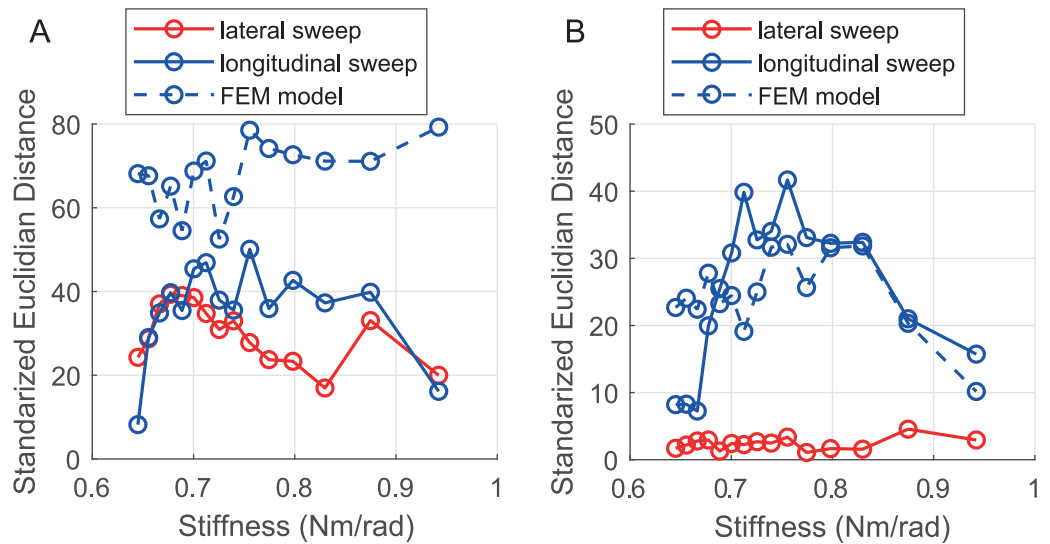 A
lateral sweep
longitudinal sweep
FEM model
Standarized Euclidian Distance
80
60
40
20
0
0.6
0.7
0.8
0.9
1
Stiffness (Nm/rad)
B
lateral sweep
longitudinal sweep
FEM model
Standarized Euclidian Distance
50
40
30
20
10
0
0.6
0.7
0.8
0.9
1
Stiffness (Nm/rad)